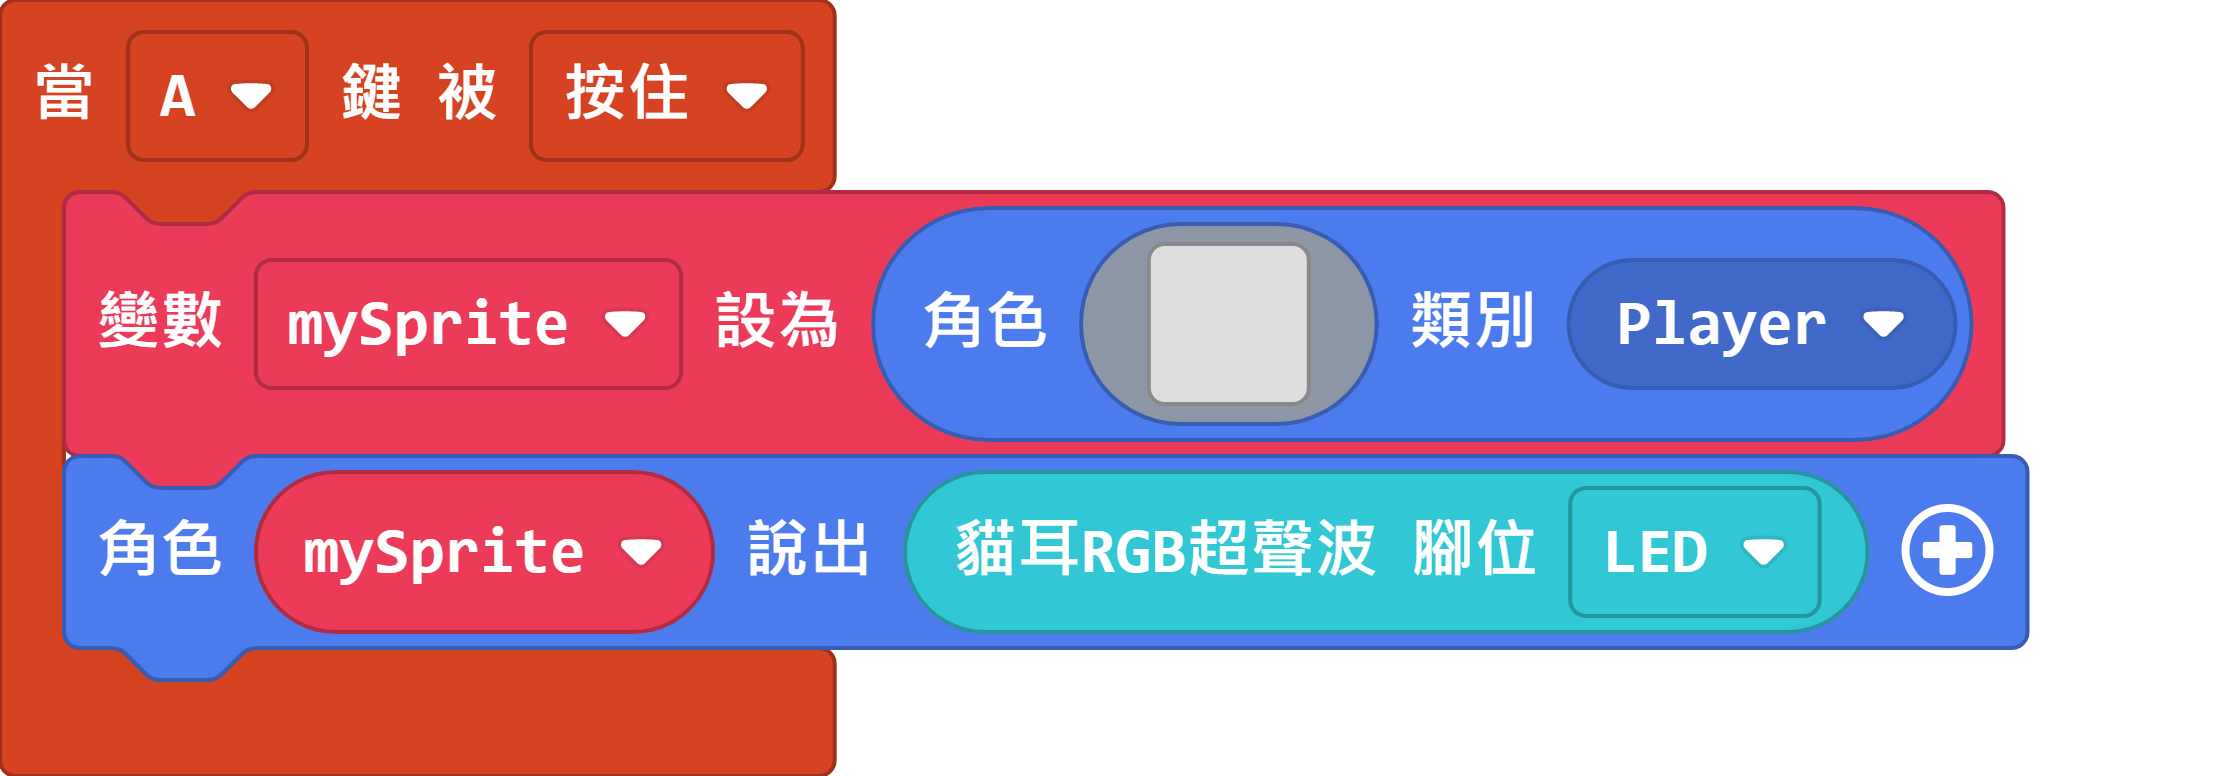 當 A 鍵 被 按住
變數 mySprite 設為 角色 類別 Player
角色 mySprite 說出 貓耳RGB超聲波 腳位 LED